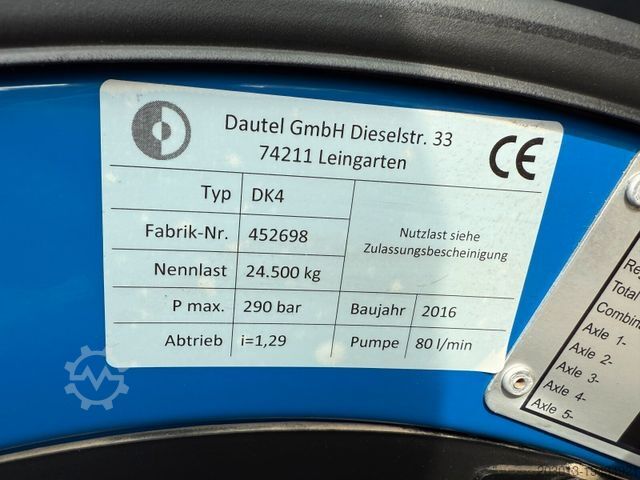 Dautel GmbH Dieselstr. 33
74211 Leingarten
CE
Typ DK4
Fabrik-Nr. 452698
Nennlast 24.500 kg
Nutzlast siehe
Zulassungsbescheinigung
P max. 290 bar Baujahr 2016
Abtrieb i=1,29 Pumpe 80 l/min
Total
Axle 1-
Axle 2-
Axle 3-
Axle 4-
Axle 5-